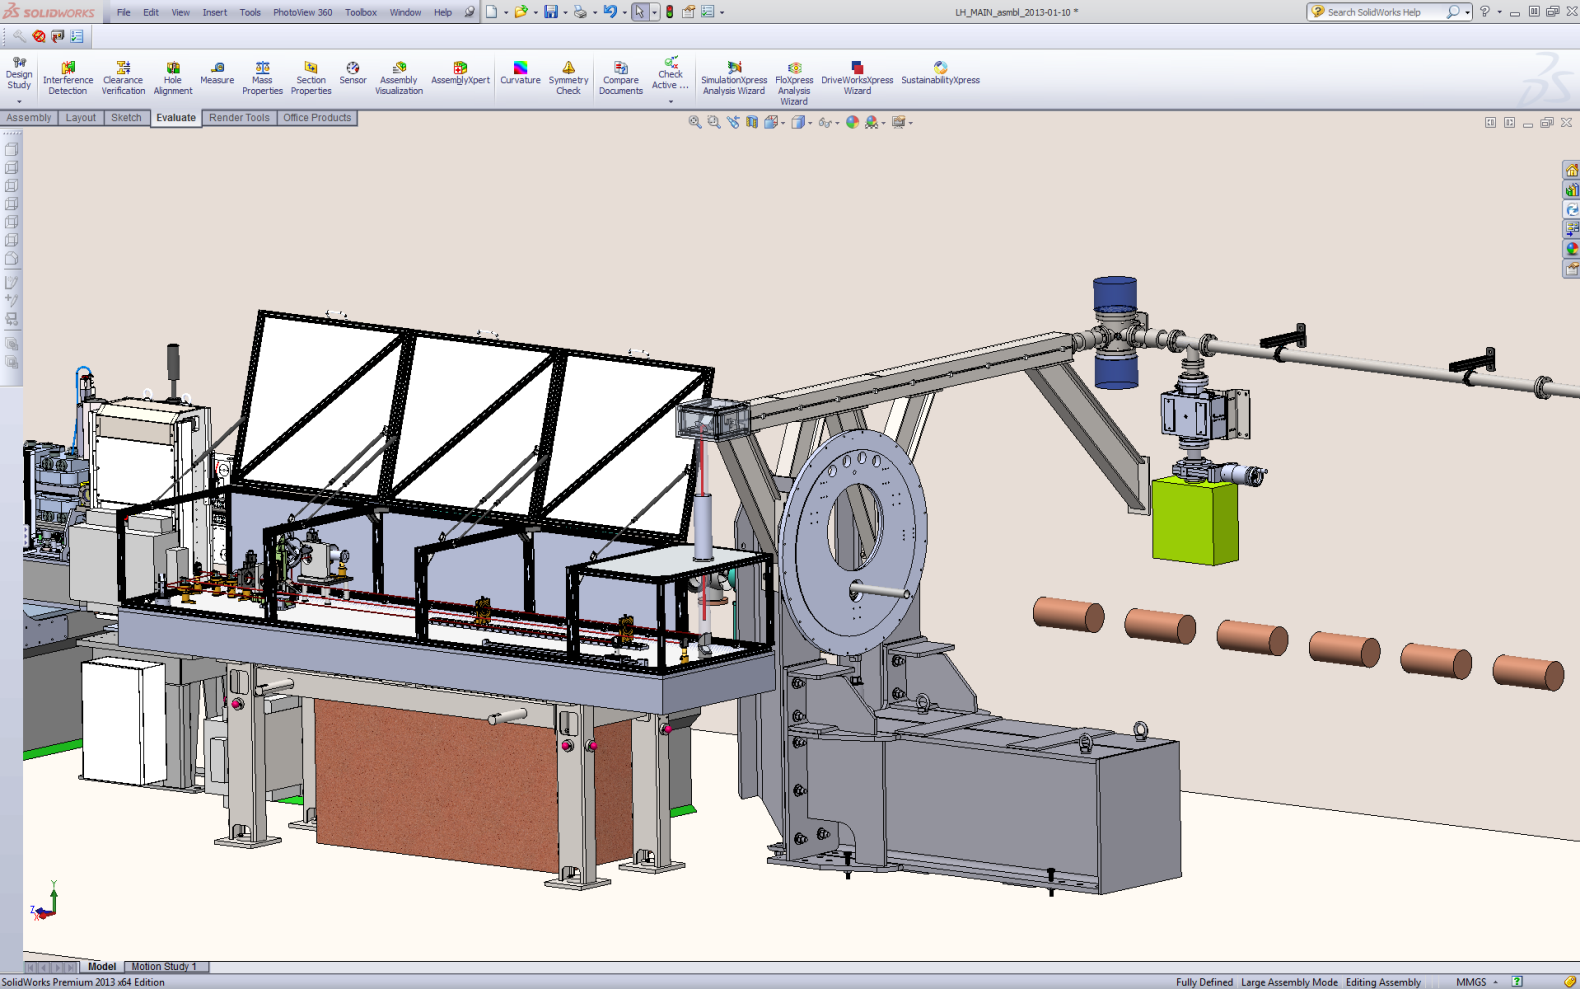 SOLIDWORKS File Edit View Insert Tools PhotoView 360 Toolbox Window Help LH_MAIN_asmbl_2013-01-10 * Search SolidWorks Help
Design Study
Interference Detection
Clearance Verification
Hole Alignment
Measure
Mass Properties
Section Properties
Sensor
Assembly Visualization
AssemblyXpert
Curvature
Symmetry Check
Compare Documents
Check Active ...
SimulationXpress Analysis Wizard
FloXpress Analysis Wizard
DriveWorksXpress Wizard
SustainabilityXpress
Assembly Layout Sketch Evaluate Render Tools Office Products
Y
Z
X
Model Motion Study 1
SolidWorks Premium 2013 x64 Edition Fully Defined Large Assembly Mode Editing Assembly MMGS